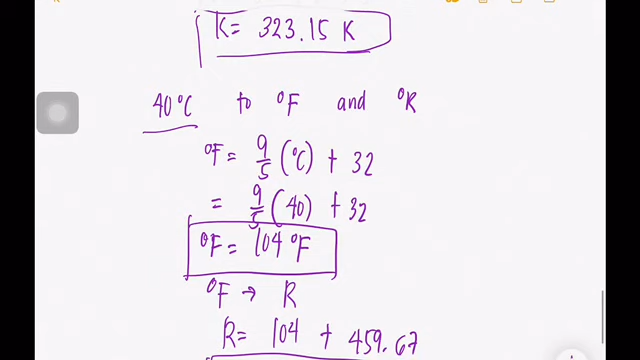 K = 323.15 K
40°C to °F and °R
°F = 9/5 (°C) + 32
= 9/5 (40) + 32
°F = 104 °F
°F → R
R = 104 + 459.67